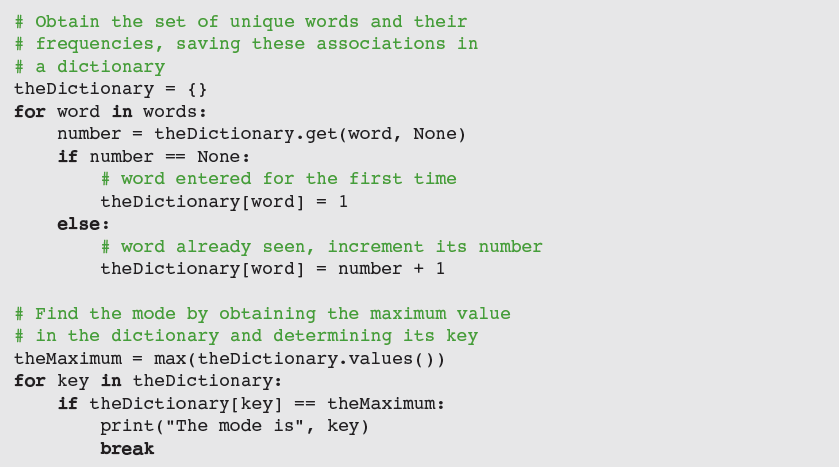 # Obtain the set of unique words and their
# frequencies, saving these associations in
# a dictionary
theDictionary = {}
for word in words:
    number = theDictionary.get(word, None)
    if number == None:
        # word entered for the first time
        theDictionary[word] = 1
    else:
        # word already seen, increment its number
        theDictionary[word] = number + 1

# Find the mode by obtaining the maximum value
# in the dictionary and determining its key
theMaximum = max(theDictionary.values())
for key in theDictionary:
    if theDictionary[key] == theMaximum:
        print("The mode is", key)
        break